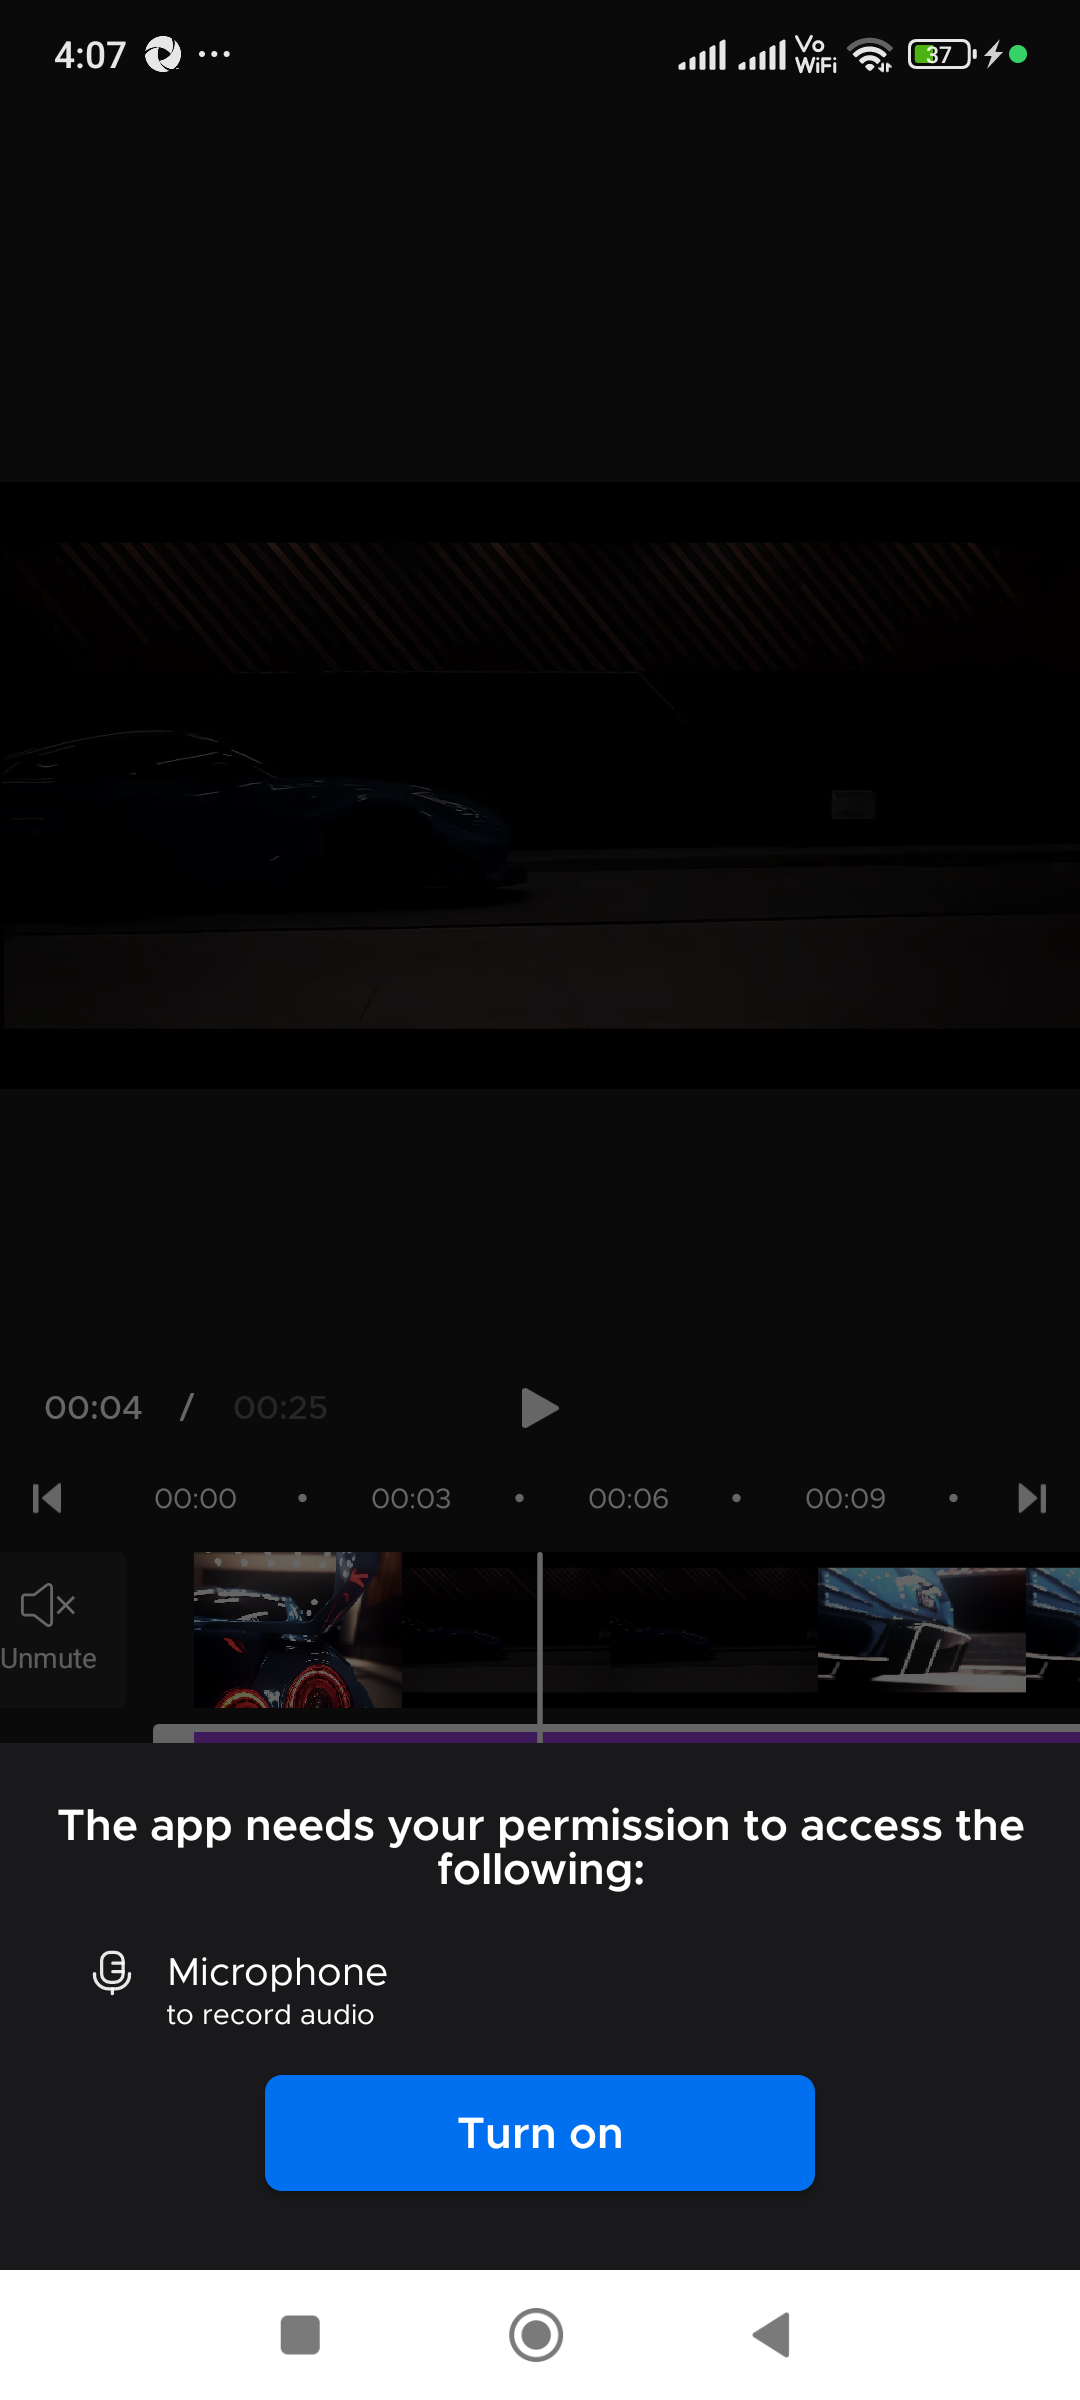 4:07
Vo
WiFi
37
00:04 / 00:25
00:00 00:03 00:06 00:09
Unmute
The app needs your permission to access the
following:
Microphone
to record audio
Turn on